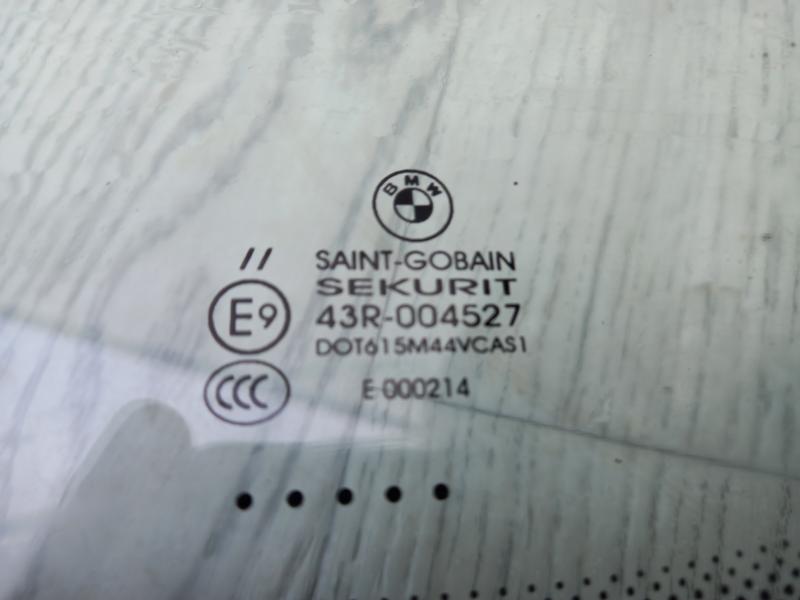 BMW
//
SAINT-GOBAIN
SEKURIT
E9
43R-004527
DOT615M44VCAS1
CCC
E 000214